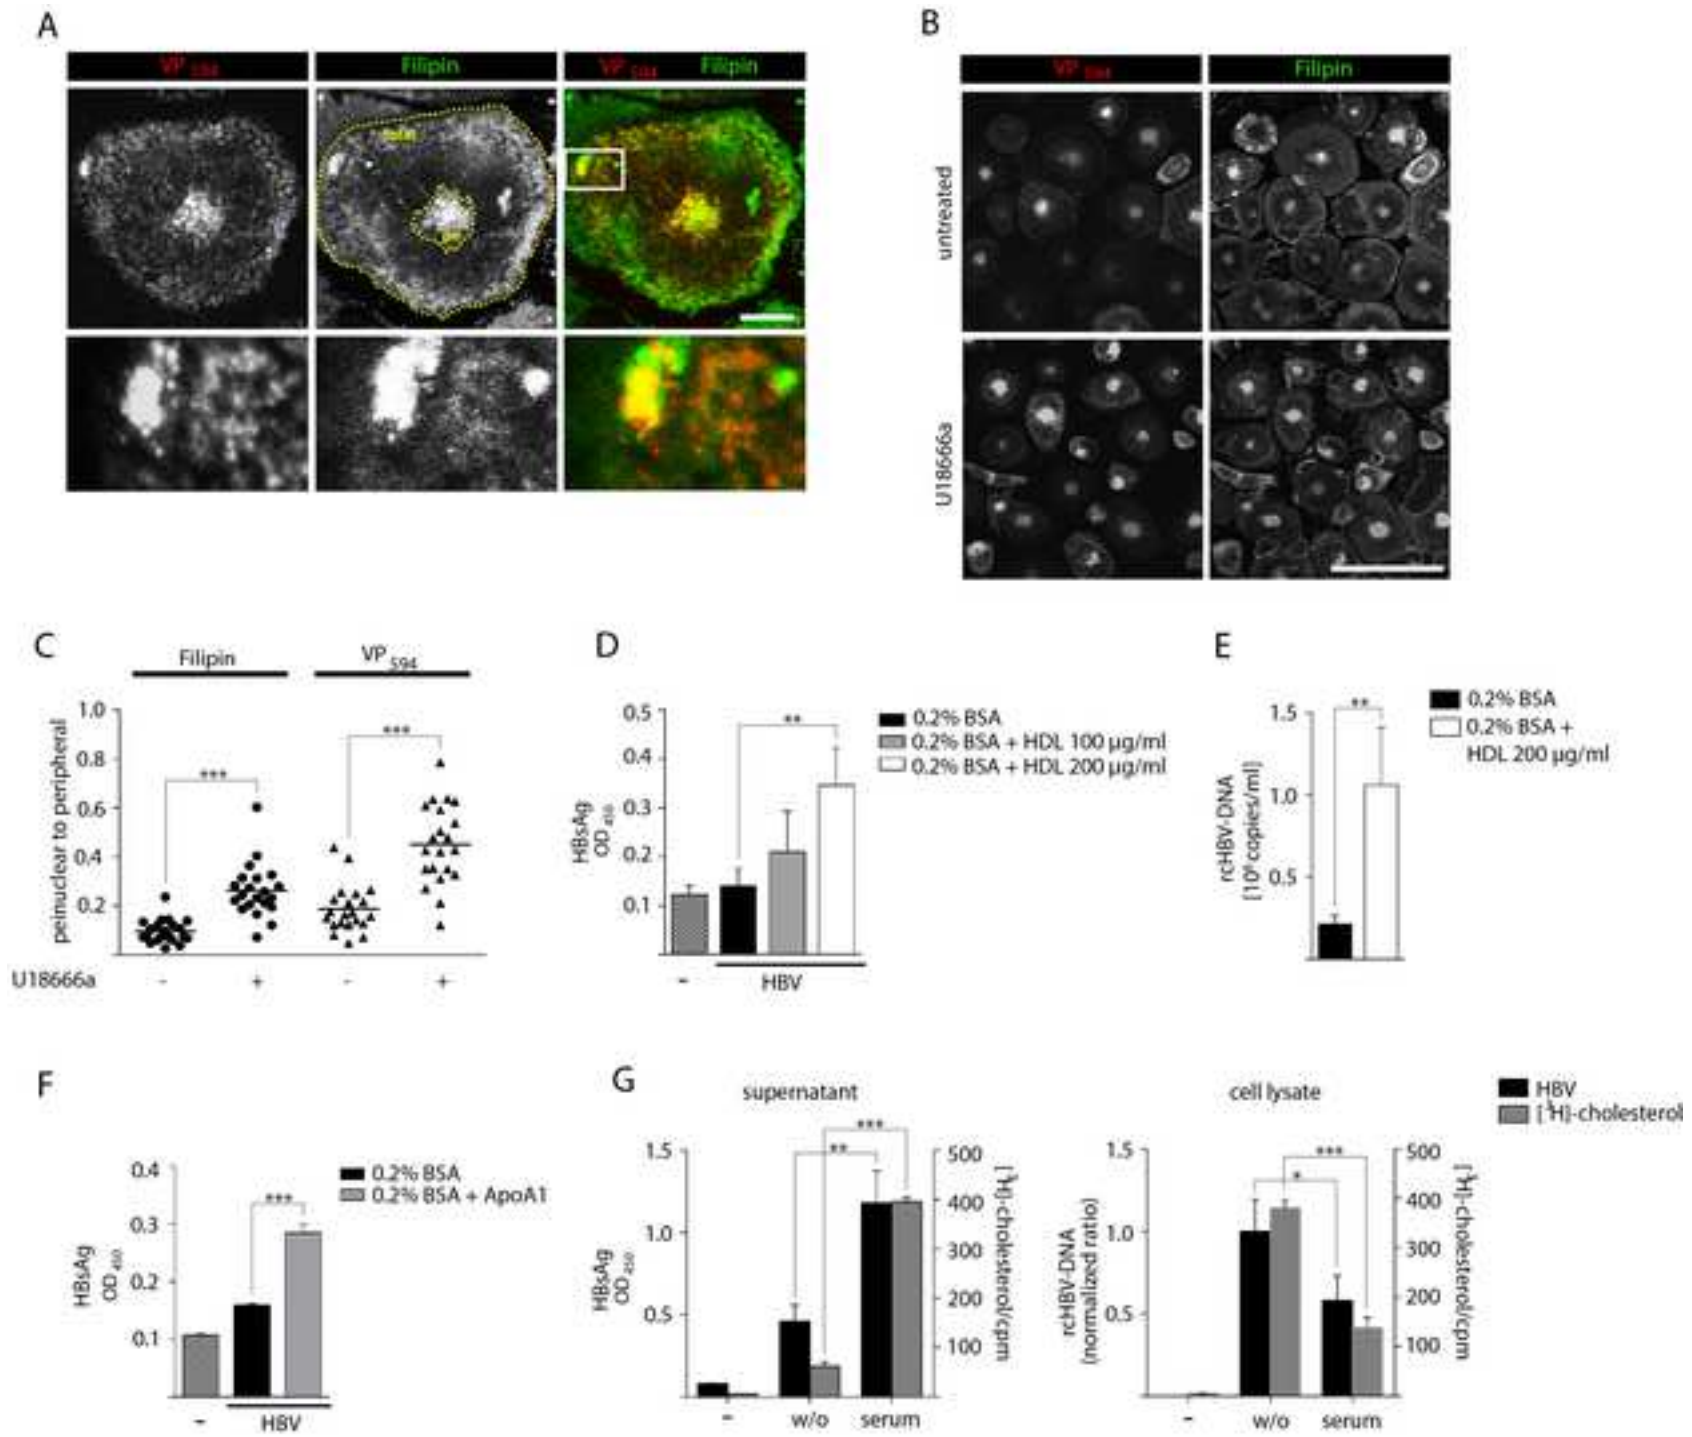 A
B
VP 594
Filipin
VP 594 Filipin
VP 594
Filipin
total
untreated
U18666a
C
Filipin
VP 594
peinuclear to peripheral
1.0
0.8
0.6
0.4
0.2
***
***
U18666a - + - +
D
HBsAg
OD 450
0.5
0.4
0.3
0.2
0.1
**
0.2% BSA
0.2% BSA + HDL 100 µg/ml
0.2% BSA + HDL 200 µg/ml
-
HBV
E
rcHBV-DNA
1.5
1.0
0.5
**
0.2% BSA
0.2% BSA +
HDL 200 µg/ml
F
HBsAg
OD 450
0.4
0.3
0.2
0.1
***
0.2% BSA
0.2% BSA + ApoA1
-
HBV
G
supernatant
HBsAg
OD 450
1.5
1.0
0.5
***
**
500
400
300
200
100
[³H]-cholesterol/cpm
- w/o serum
cell lysate
rcHBV-DNA
(normalized ratio)
1.5
1.0
0.5
***
*
500
400
300
200
100
[³H]-cholesterol/cpm
- w/o serum
HBV
[³H]-cholesterol